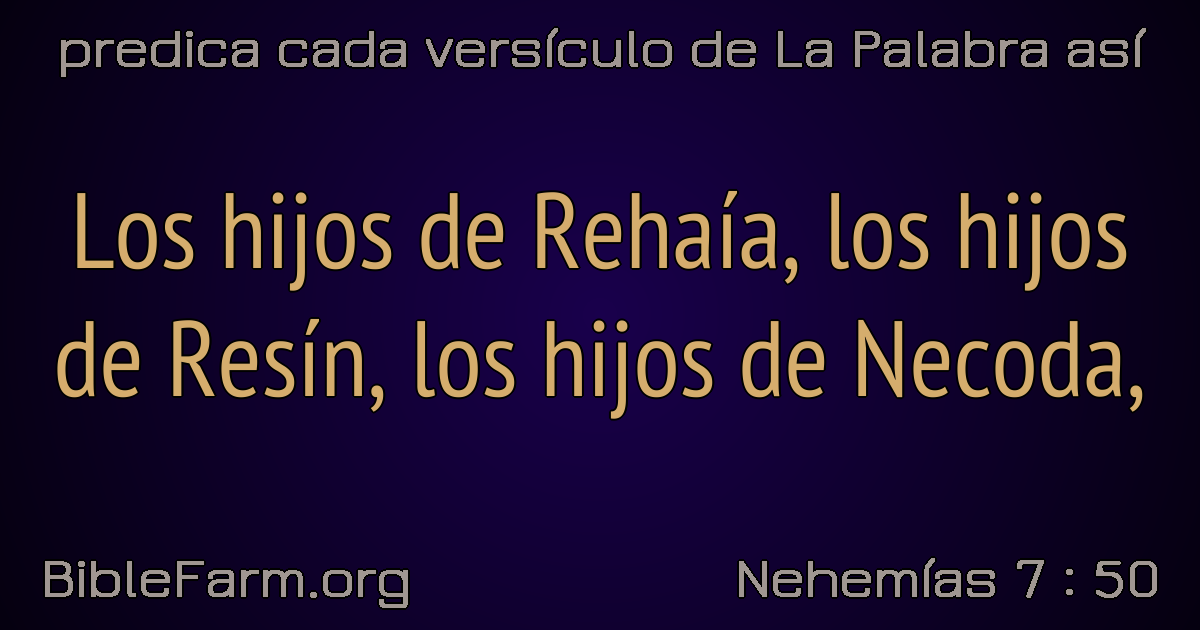 predica cada versículo de La Palabra así
Los hijos de Rehaía, los hijos
de Resín, los hijos de Necoda,
BibleFarm.org
Nehemías 7 : 50